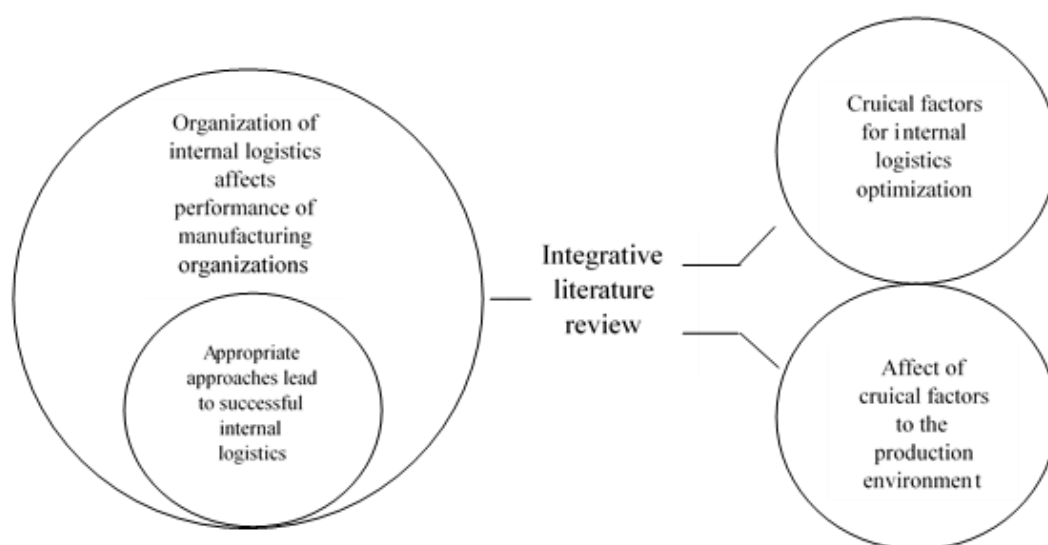 Organization of
internal logistics
affects
performance of
manufacturing
organizations
Appropriate
approaches lead
to successful
internal
logistics
Integrative
literature
review
Cruical factors
for internal
logistics
optimization
Affect of
cruical factors
to the
production
environment